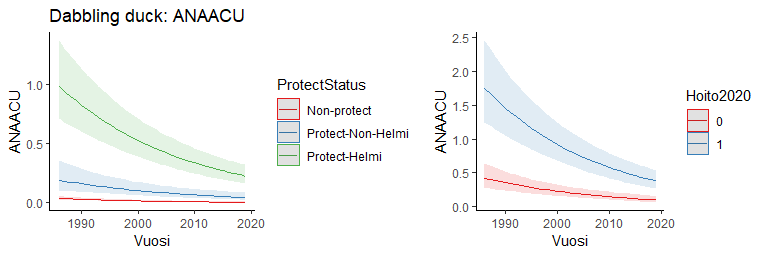 Dabbling duck: ANAACU
ANAACU
1.0
0.5
0.0
1990 2000 2010 2020
Vuosi
ProtectStatus
Non-protect
Protect-Non-Helmi
Protect-Helmi
ANAACU
2.5
2.0
1.5
1.0
0.5
0.0
1990 2000 2010 2020
Vuosi
Hoito2020
0
1